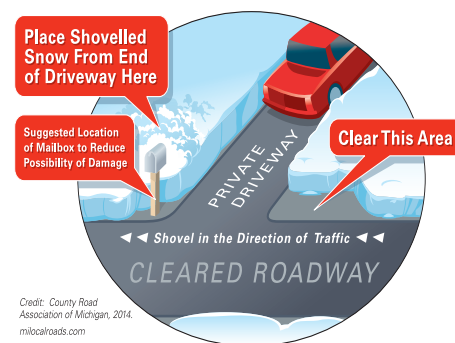 Place Shovelled
Snow From End
of Driveway Here
Suggested Location
of Mailbox to Reduce
Possibility of Damage
Clear This Area
PRIVATE
DRIVEWAY
◄ ◄ Shovel in the Direction of Traffic ◄ ◄
CLEARED ROADWAY
Credit: County Road
Association of Michigan, 2014.
milocalroads.com